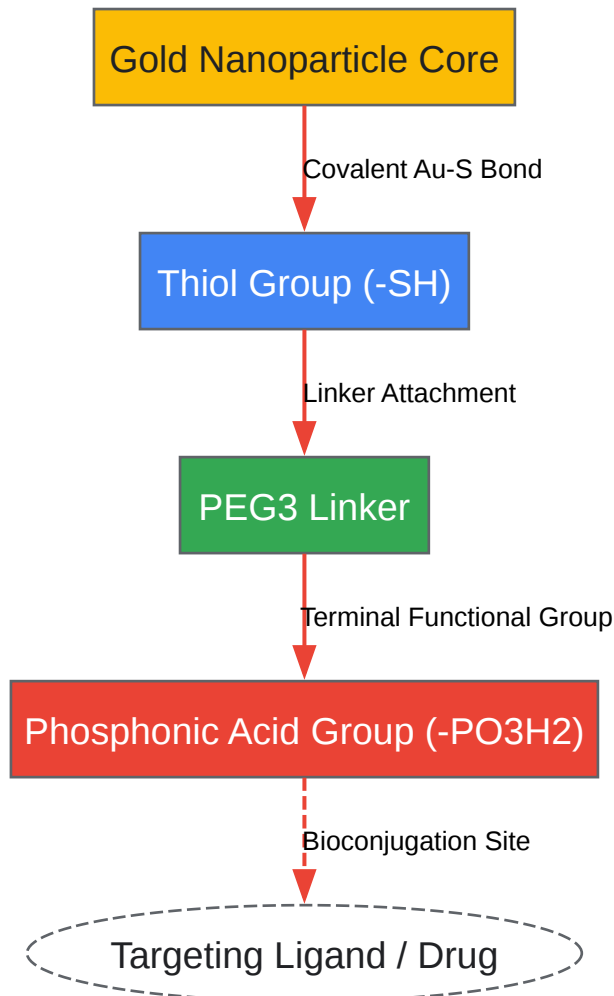 Gold Nanoparticle Core
Covalent Au-S Bond
Thiol Group (-SH)
Linker Attachment
PEG3 Linker
Terminal Functional Group
Phosphonic Acid Group (-PO3H2)
Bioconjugation Site
Targeting Ligand / Drug